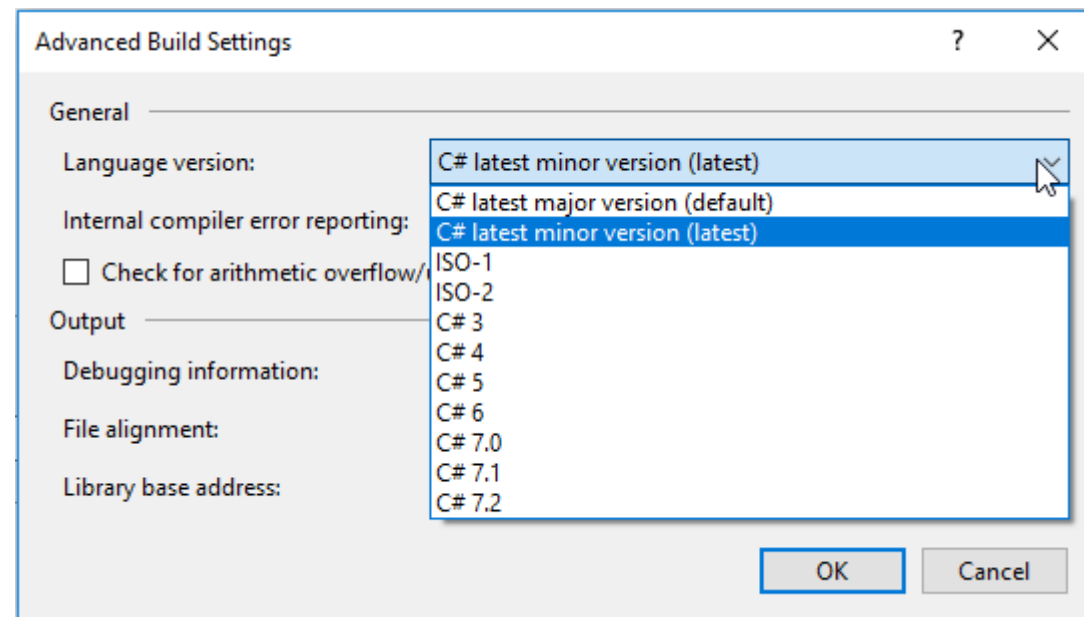 Advanced Build Settings
General
Language version:
C# latest minor version (latest)
C# latest major version (default)
C# latest minor version (latest)
ISO-1
ISO-2
C# 3
C# 4
C# 5
C# 6
C# 7.0
C# 7.1
C# 7.2
Internal compiler error reporting:
Check for arithmetic overflow/
Output
Debugging information:
File alignment:
Library base address:
OK
Cancel